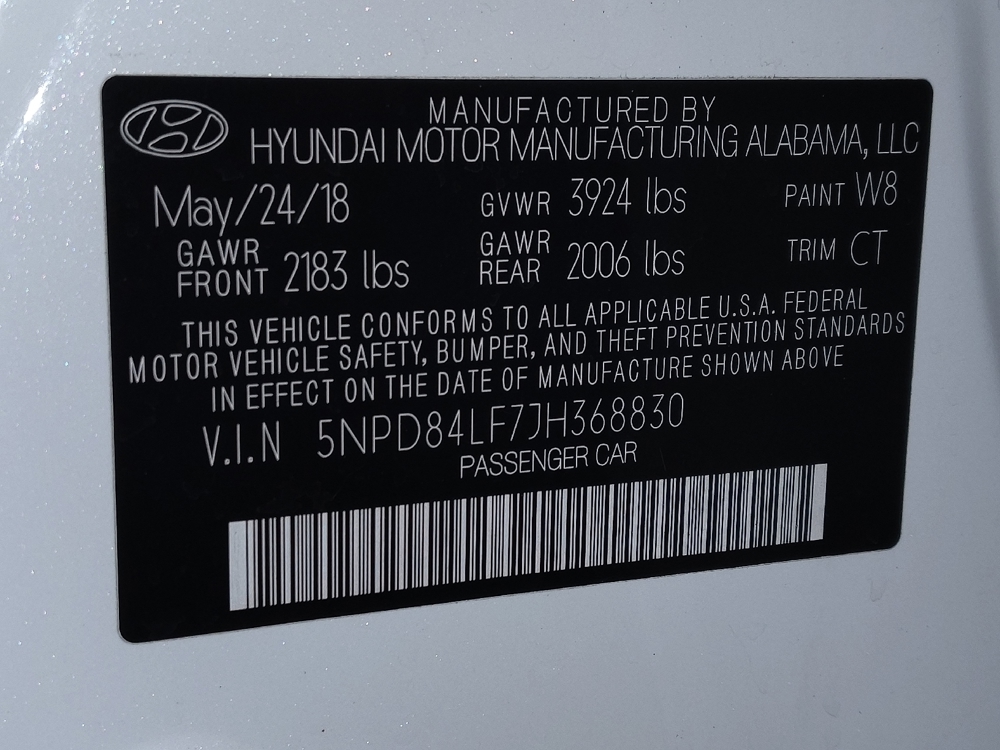 MANUFACTURED BY
HYUNDAI MOTOR MANUFACTURING ALABAMA, LLC
May/24/18 GVWR 3924 lbs PAINT W8
GAWR FRONT 2183 lbs GAWR REAR 2006 lbs TRIM CT
THIS VEHICLE CONFORMS TO ALL APPLICABLE U.S.A. FEDERAL
MOTOR VEHICLE SAFETY, BUMPER, AND THEFT PREVENTION STANDARDS
IN EFFECT ON THE DATE OF MANUFACTURE SHOWN ABOVE
V.I.N 5NPD84LF7JH368830
PASSENGER CAR